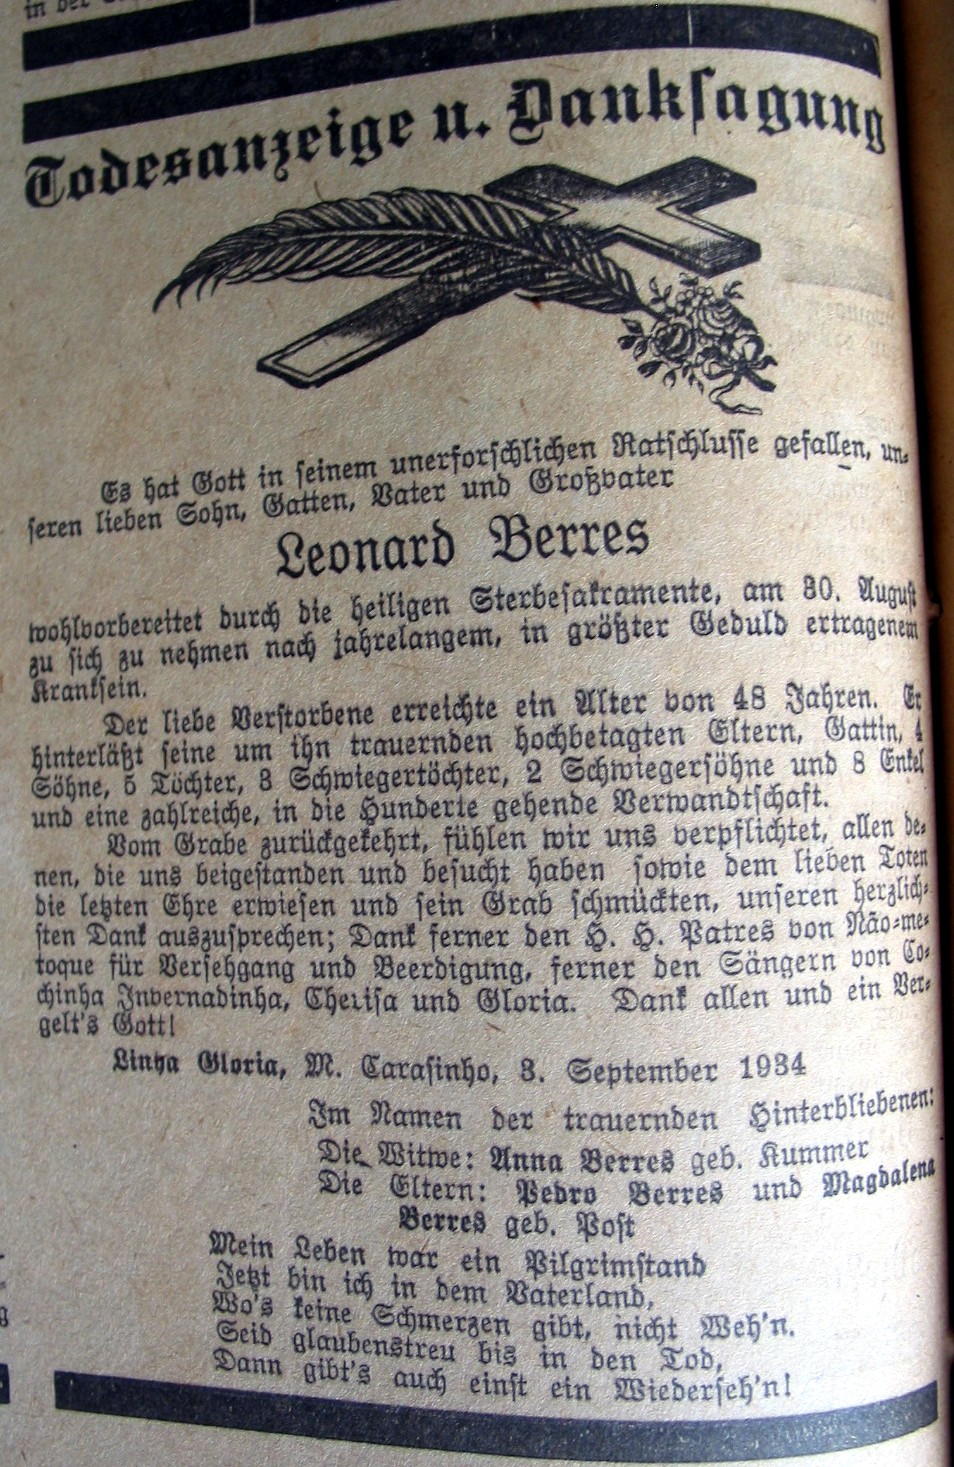 in der
Todesanzeige u. Danksagung
Es hat Gott in seinem unerforschlichen Ratschlusse gefallen, un-
seren lieben Sohn, Gatten, Vater und Großvater
Leonard Berres
wohlvorbereitet durch die heiligen Sterbesakramente, am 30. August
zu sich zu nehmen nach jahrelangem, in größter Geduld ertragenem
Kranksein.
Der liebe Verstorbene erreichte ein Alter von 48 Jahren. Er
hinterläßt seine um ihn trauernden hochbetagten Eltern, Gattin, 4
Söhne, 5 Töchter, 3 Schwiegertöchter, 2 Schwiegersöhne und 8 Enkel
und eine zahlreiche, in die Hunderte gehende Verwandtschaft.
Vom Grabe zurückgekehrt, fühlen wir uns verpflichtet, allen de-
nen, die uns beigestanden und besucht haben sowie dem lieben Toten
die letzten Ehre erwiesen und sein Grab schmückten, unseren herzlich-
sten Dank auszusprechen; Dank ferner den H. H. Patres von Não-me-
toque für Versehgang und Beerdigung, ferner den Sängern von Co-
chinha Invernadinha, Cherisa und Gloria. Dank allen und ein Ver-
gelt's Gott!
Linha Gloria, M. Carasinho, 3. September 1934
Im Namen der trauernden Hinterbliebenen:
Die Witwe: Anna Berres geb. Kummer
Die Eltern: Pedro Berres und Magdalena
Berres geb. Post
Mein Leben war ein Pilgrimstand
Jetzt bin ich in dem Vaterland,
Wo's keine Schmerzen gibt, nicht Weh'n.
Seid glaubenstreu bis in den Tod,
Dann gibt's auch einst ein Wiederseh'n!